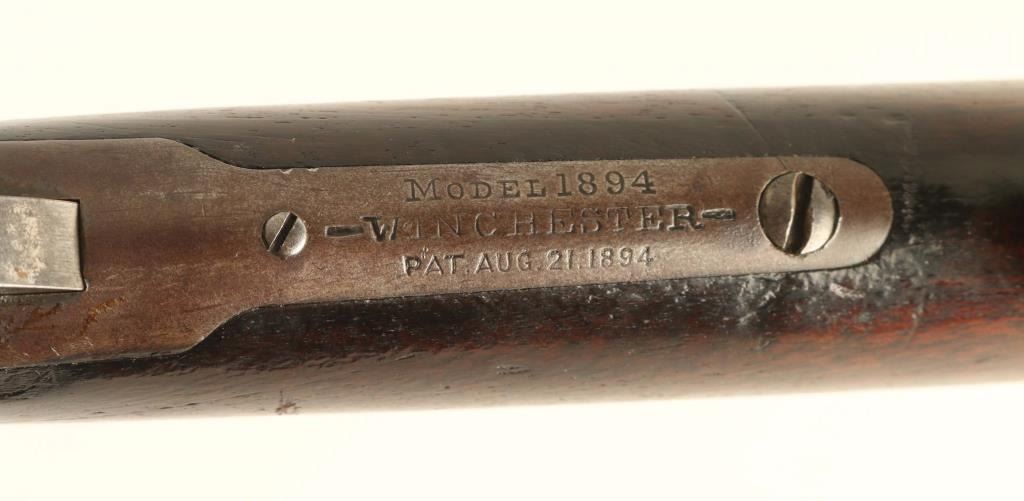 MODEL 1894
-WINCHESTER-
PAT. AUG. 21. 1894